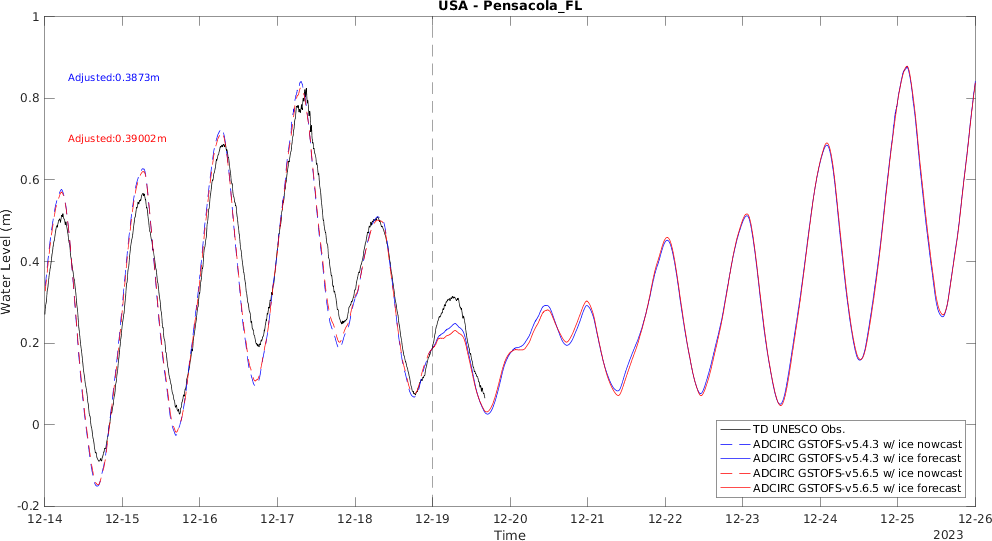 USA - Pensacola_FL
1
0.8
0.6
0.4
0.2
0
-0.2
Water Level (m)
Adjusted:0.3873m
Adjusted:0.39002m
TD UNESCO Obs.
ADCIRC GSTOFS-v5.4.3 w/ ice nowcast
ADCIRC GSTOFS-v5.4.3 w/ ice forecast
ADCIRC GSTOFS-v5.6.5 w/ ice nowcast
ADCIRC GSTOFS-v5.6.5 w/ ice forecast
12-14 12-15 12-16 12-17 12-18 12-19 12-20 12-21 12-22 12-23 12-24 12-25 12-26
Time
2023